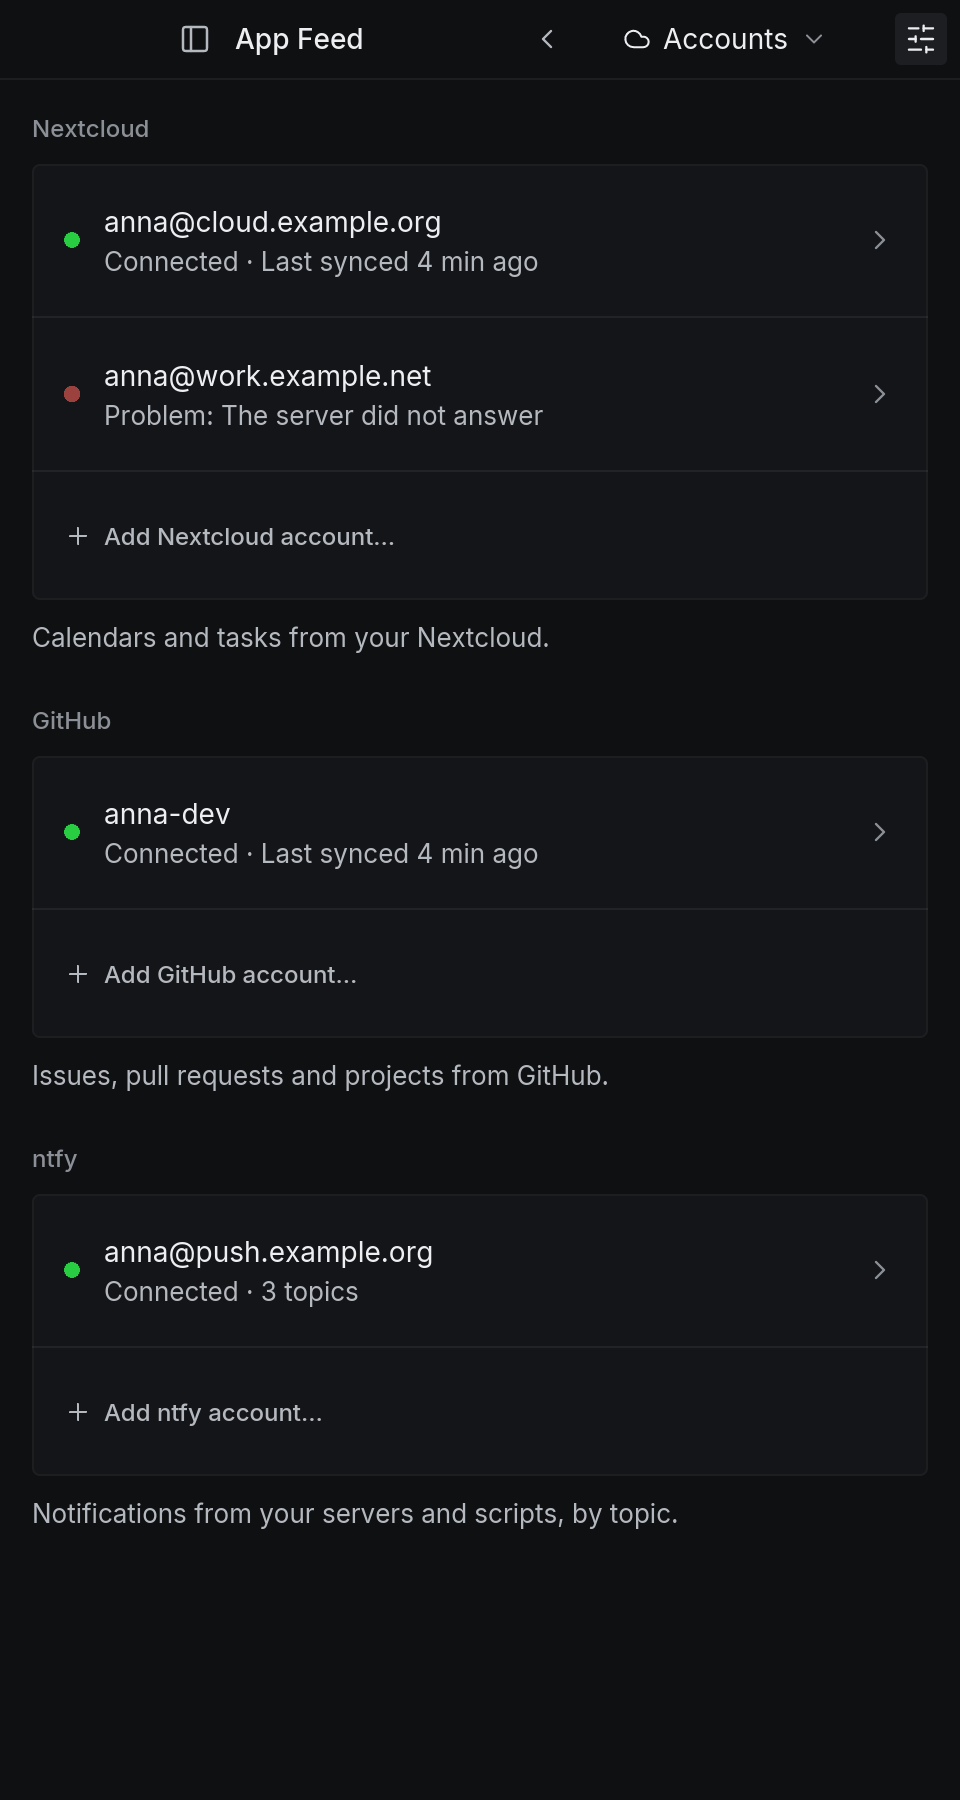 App Feed
Accounts
Nextcloud
anna@cloud.example.org
Connected · Last synced 4 min ago
anna@work.example.net
Problem: The server did not answer
Add Nextcloud account...
Calendars and tasks from your Nextcloud.
GitHub
anna-dev
Connected · Last synced 4 min ago
Add GitHub account...
Issues, pull requests and projects from GitHub.
ntfy
anna@push.example.org
Connected · 3 topics
Add ntfy account...
Notifications from your servers and scripts, by topic.